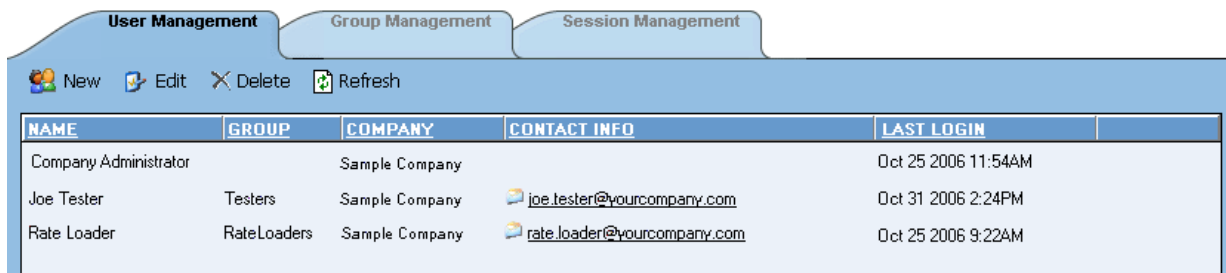 User Management Group Management Session Management
New Edit Delete Refresh
NAME GROUP COMPANY CONTACT INFO LAST LOGIN
Company Administrator Sample Company Oct 25 2006 11:54AM
Joe Tester Testers Sample Company joe.tester@yourcompany.com Oct 31 2006 2:24PM
Rate Loader RateLoaders Sample Company rate.loader@yourcompany.com Oct 25 2006 9:22AM